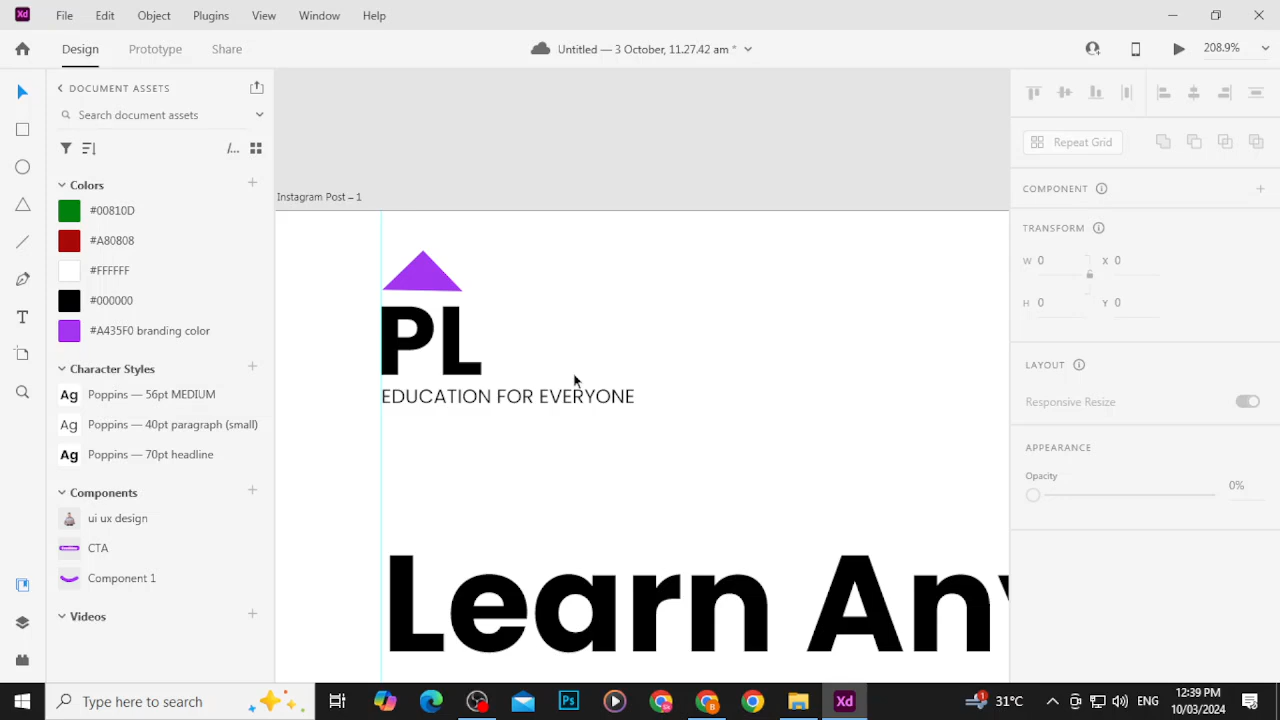 Xd File Edit Object Plugins View Window Help
Design Prototype Share Untitled — 3 October, 11.27.42 am * 208.9%
DOCUMENT ASSETS
Search document assets
/...
Repeat Grid
Colors
COMPONENT
Instagram Post – 1
#00810D
TRANSFORM
#A80808
W 0 X 0
#FFFFFF
#000000
H 0 Y 0
#A435F0 branding color
PL
Character Styles
LAYOUT
Ag Poppins — 56pt MEDIUM
EDUCATION FOR EVERYONE
Responsive Resize
Ag Poppins — 40pt paragraph (small)
Ag Poppins — 70pt headline
APPEARANCE
Opacity
0%
Components
ui ux design
CTA
Component 1
Learn An
Videos
Type here to search
Ps
Xd
1
31°C
ENG
12:39 PM
10/03/2024